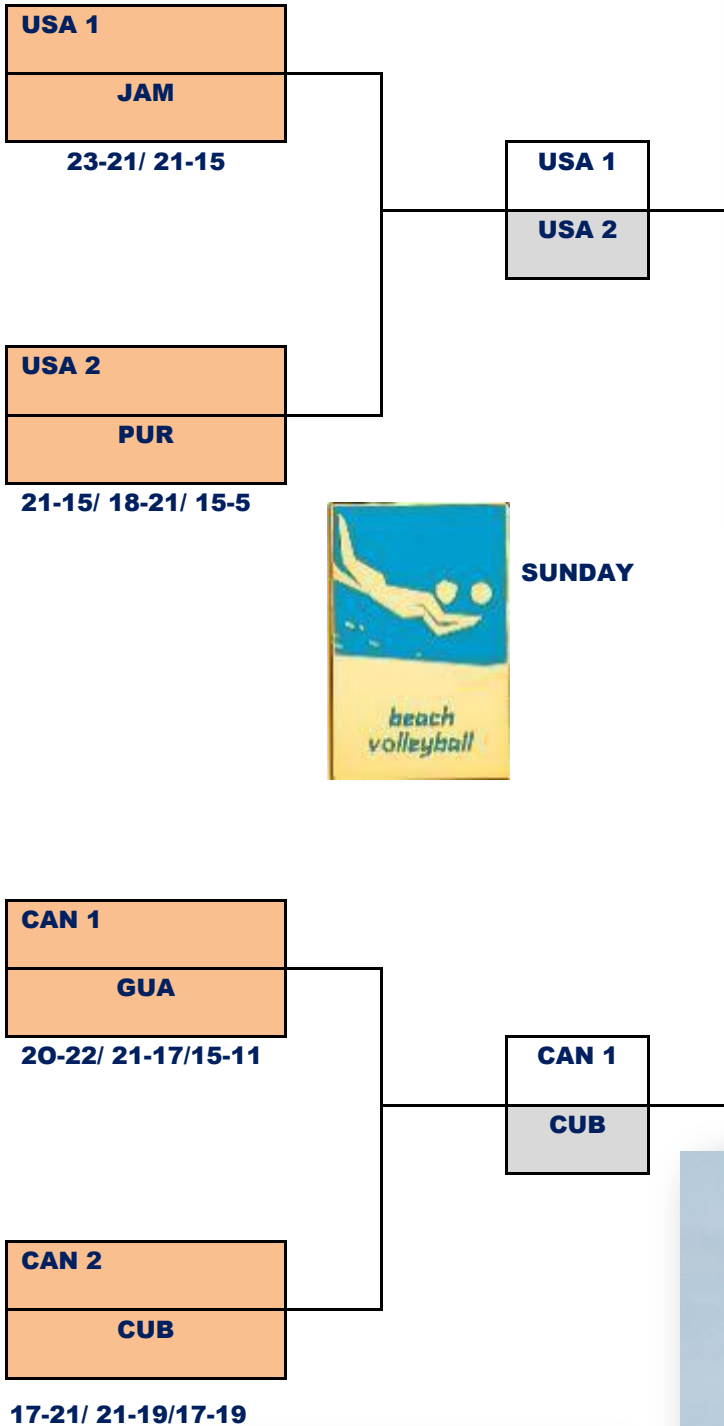 USA 1
JAM
23-21/ 21-15
USA 1
USA 2
USA 2
PUR
21-15/ 18-21/ 15-5
SUNDAY
beach
volleyball
CAN 1
GUA
2O-22/ 21-17/15-11
CAN 1
CUB
CAN 2
CUB
17-21/ 21-19/17-19